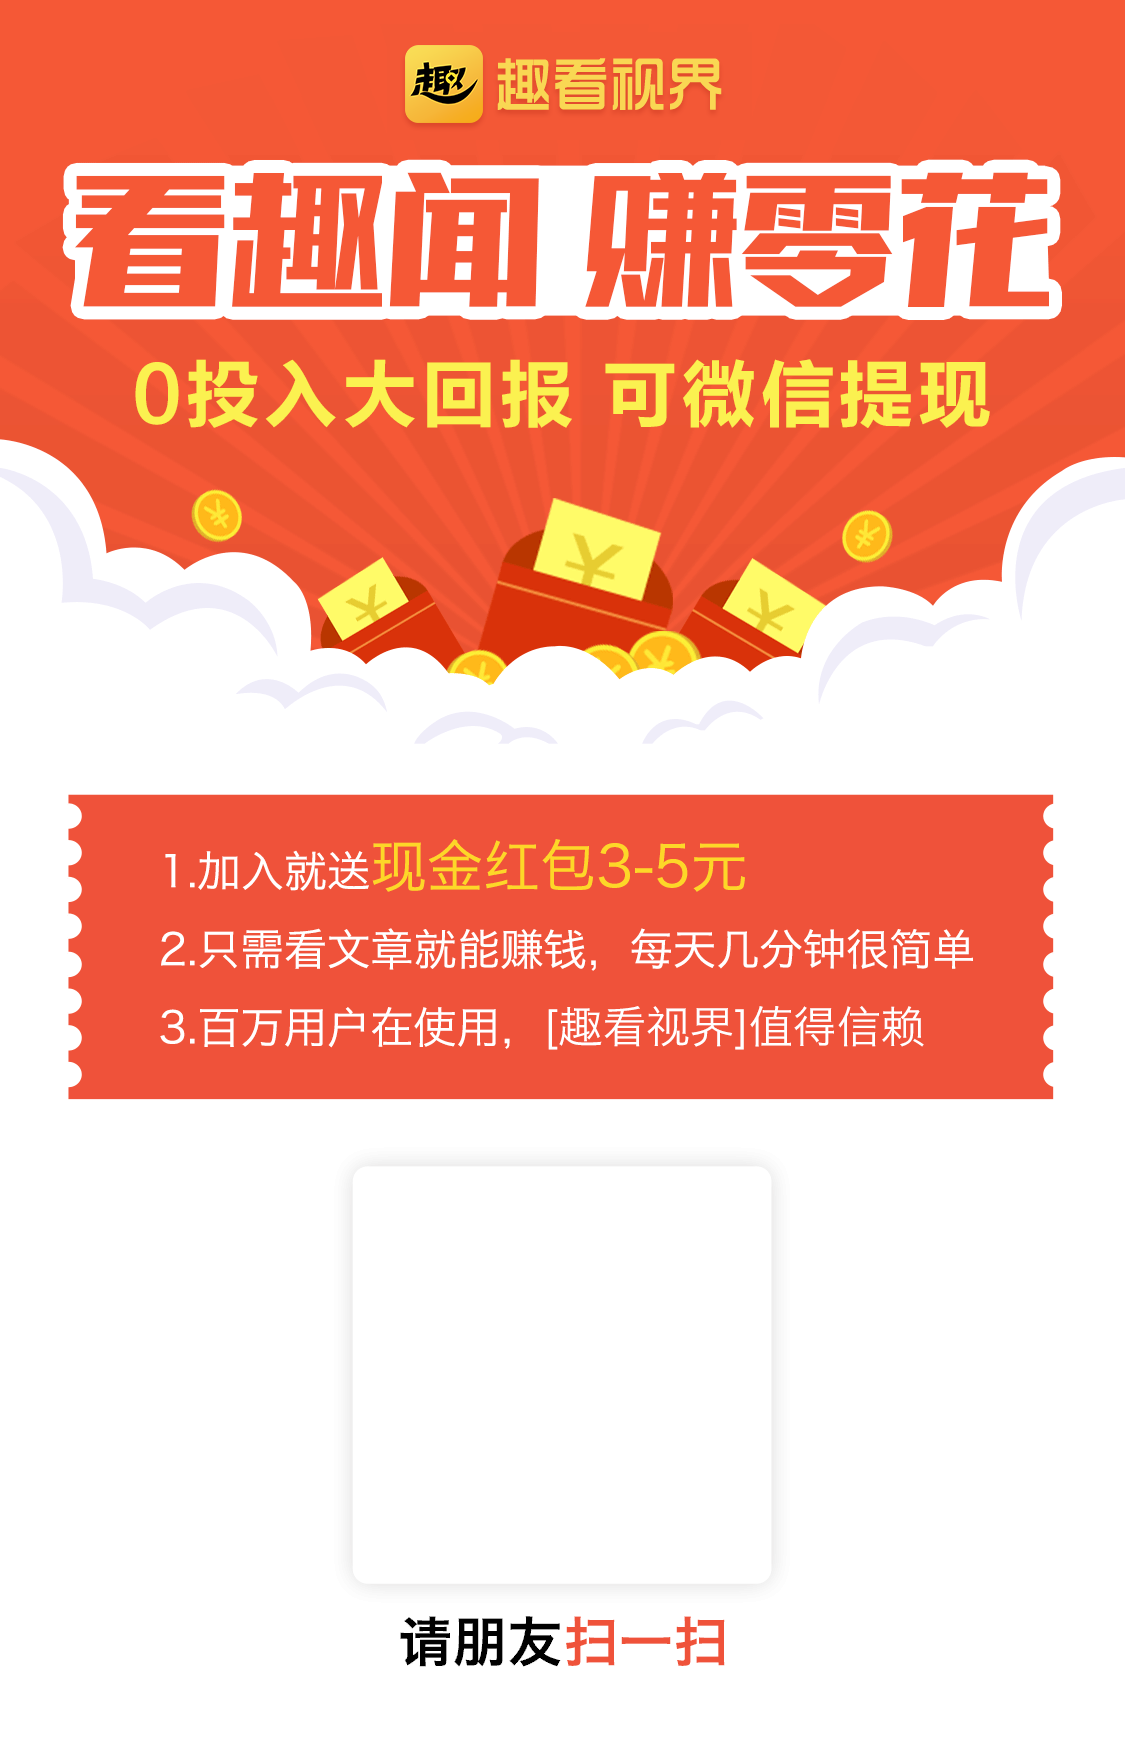 趣 趣看视界
看趣闻 赚零花
0投入大回报 可微信提现
1.加入就送现金红包3-5元
2.只需看文章就能赚钱，每天几分钟很简单
3.百万用户在使用，[趣看视界]值得信赖
请朋友扫一扫